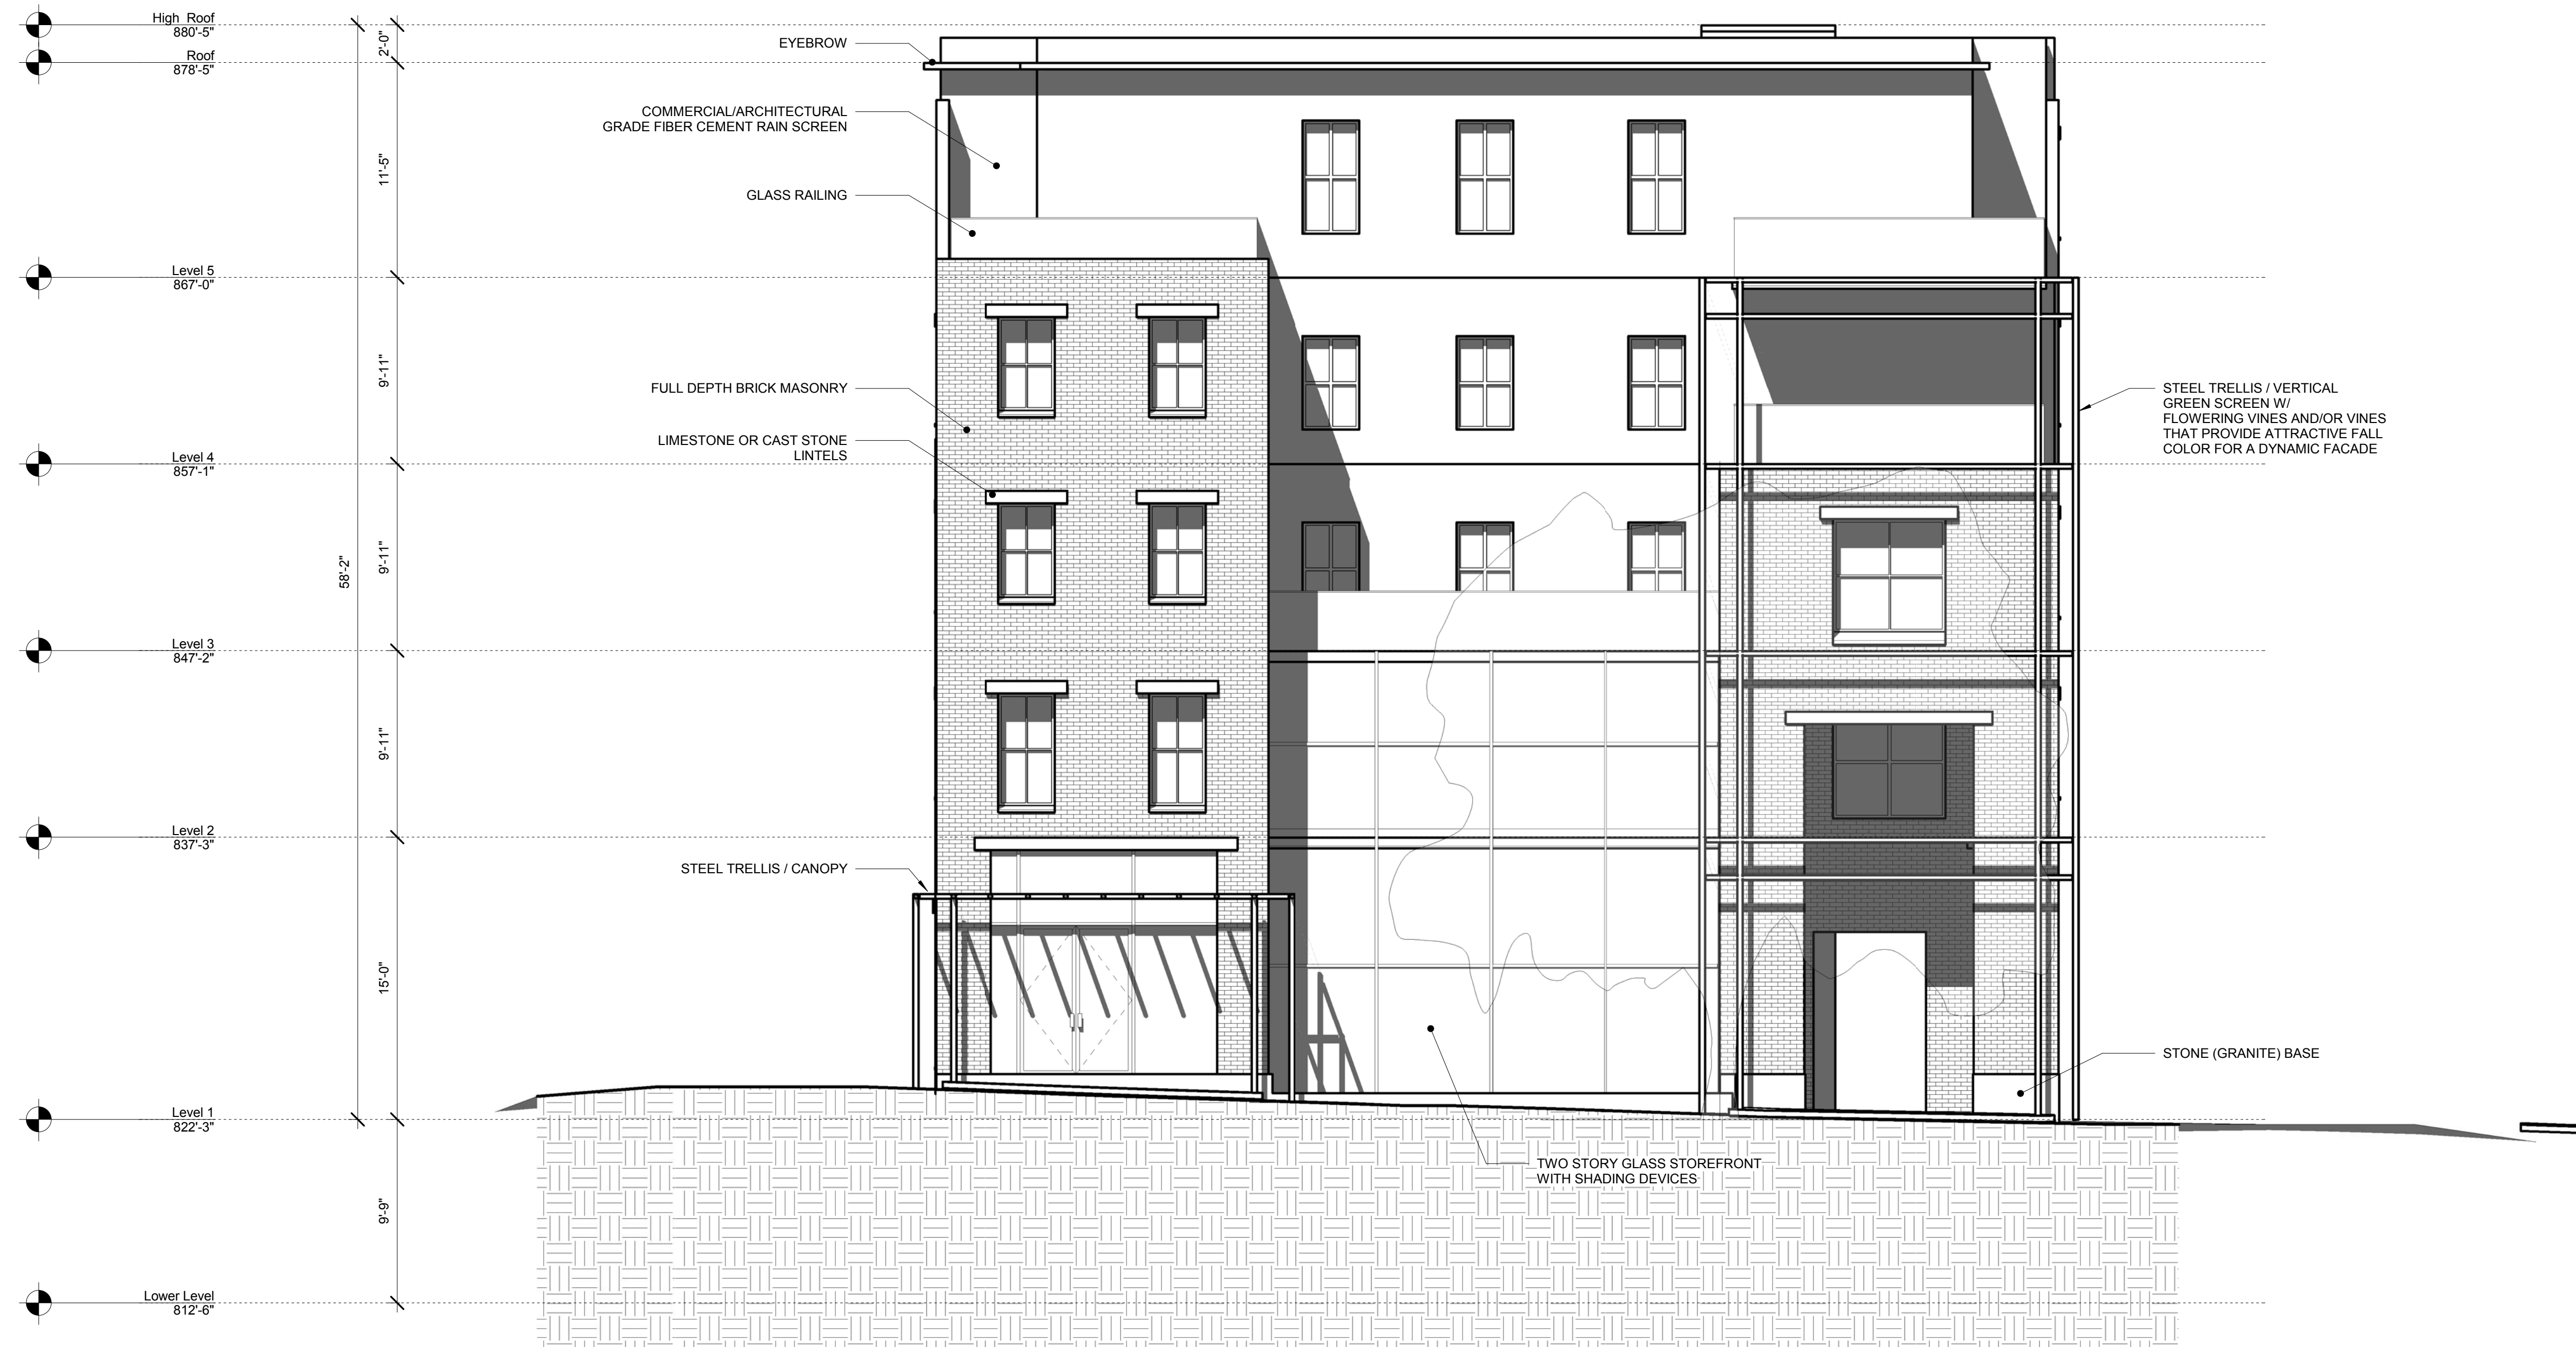 High Roof
880'-5"
Roof
878'-5"
Level 5
867'-0"
Level 4
857'-1"
Level 3
847'-2"
Level 2
837'-3"
Level 1
822'-3"
Lower Level
812'-6"
58'-2"
2'-0"
11'-5"
9'-11"
9'-11"
9'-11"
15'-0"
9'-9"
EYEBROW
COMMERCIAL/ARCHITECTURAL
GRADE FIBER CEMENT RAIN SCREEN
GLASS RAILING
FULL DEPTH BRICK MASONRY
LIMESTONE OR CAST STONE
LINTELS
STEEL TRELLIS / CANOPY
STEEL TRELLIS / VERTICAL
GREEN SCREEN W/
FLOWERING VINES AND/OR VINES
THAT PROVIDE ATTRACTIVE FALL
COLOR FOR A DYNAMIC FACADE
STONE (GRANITE) BASE
TWO STORY GLASS STOREFRONT
WITH SHADING DEVICES